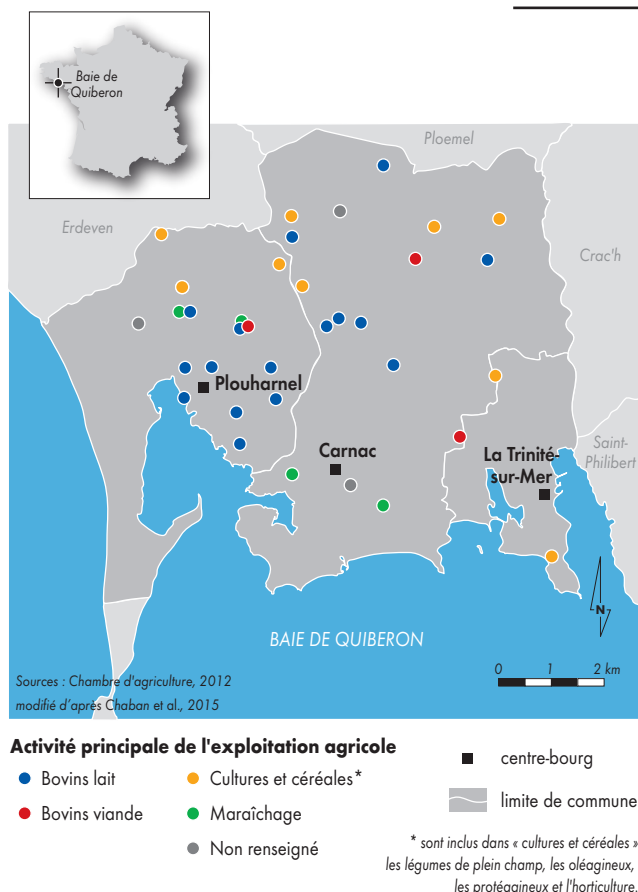 Baie de
Quiberon
Ploemel
Erdeven
Crac'h
Plouharnel
Carnac
La Trinité-
sur-Mer
Saint-
Philibert
N
BAIE DE QUIBERON
0 1 2 km
Sources : Chambre d'agriculture, 2012
modifié d'après Chaban et al., 2015
Activité principale de l'exploitation agricole
Bovins lait
Bovins viande
Cultures et céréales*
Maraîchage
Non renseigné
centre-bourg
limite de commune
* sont inclus dans « cultures et céréales »
les légumes de plein champ, les oléagineux,
les protéagineux et l'horticulture.